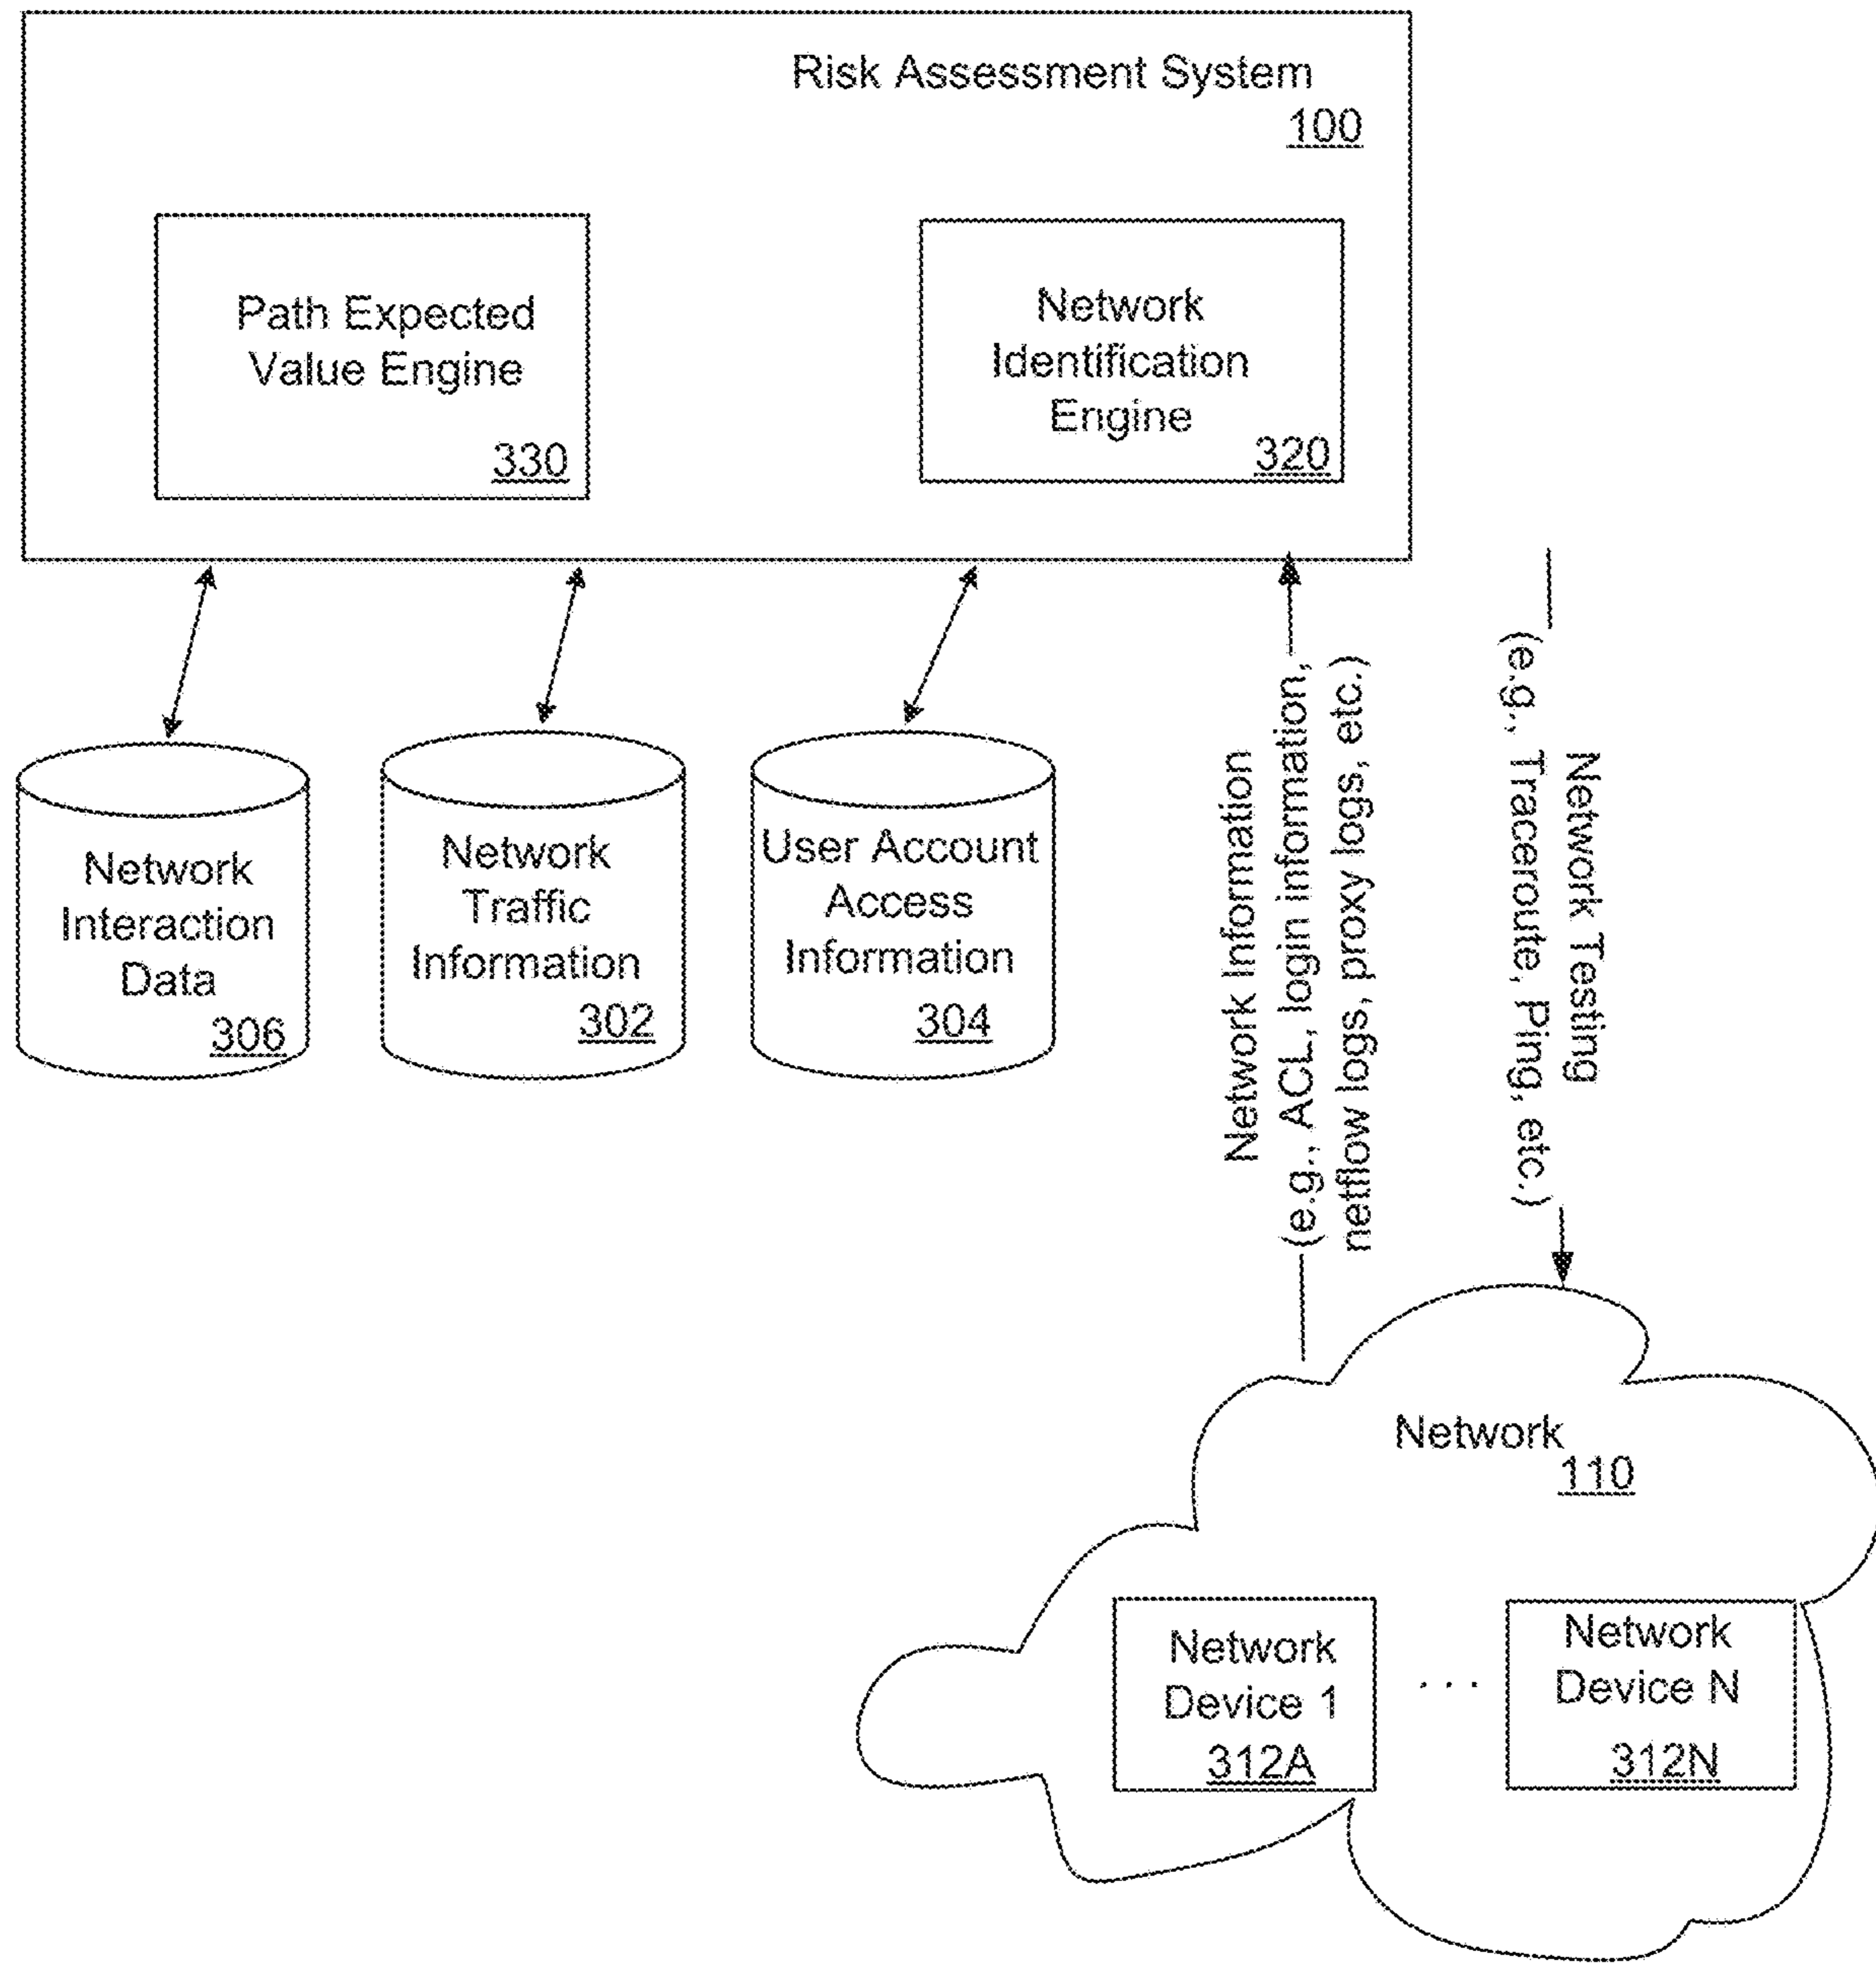 Risk Assessment System
100
Path Expected
Value Engine
330
Network
Identification
Engine
320
Network
Interaction
Data
306
Network
Traffic
Information
302
User Account
Access
Information
304
Network Information
(e.g., ACL, login information,
netflow logs, proxy logs, etc.)
Network Testing
(e.g., Traceroute, Ping, etc.)
Network
110
Network
Device 1
312A
. . .
Network
Device N
312N